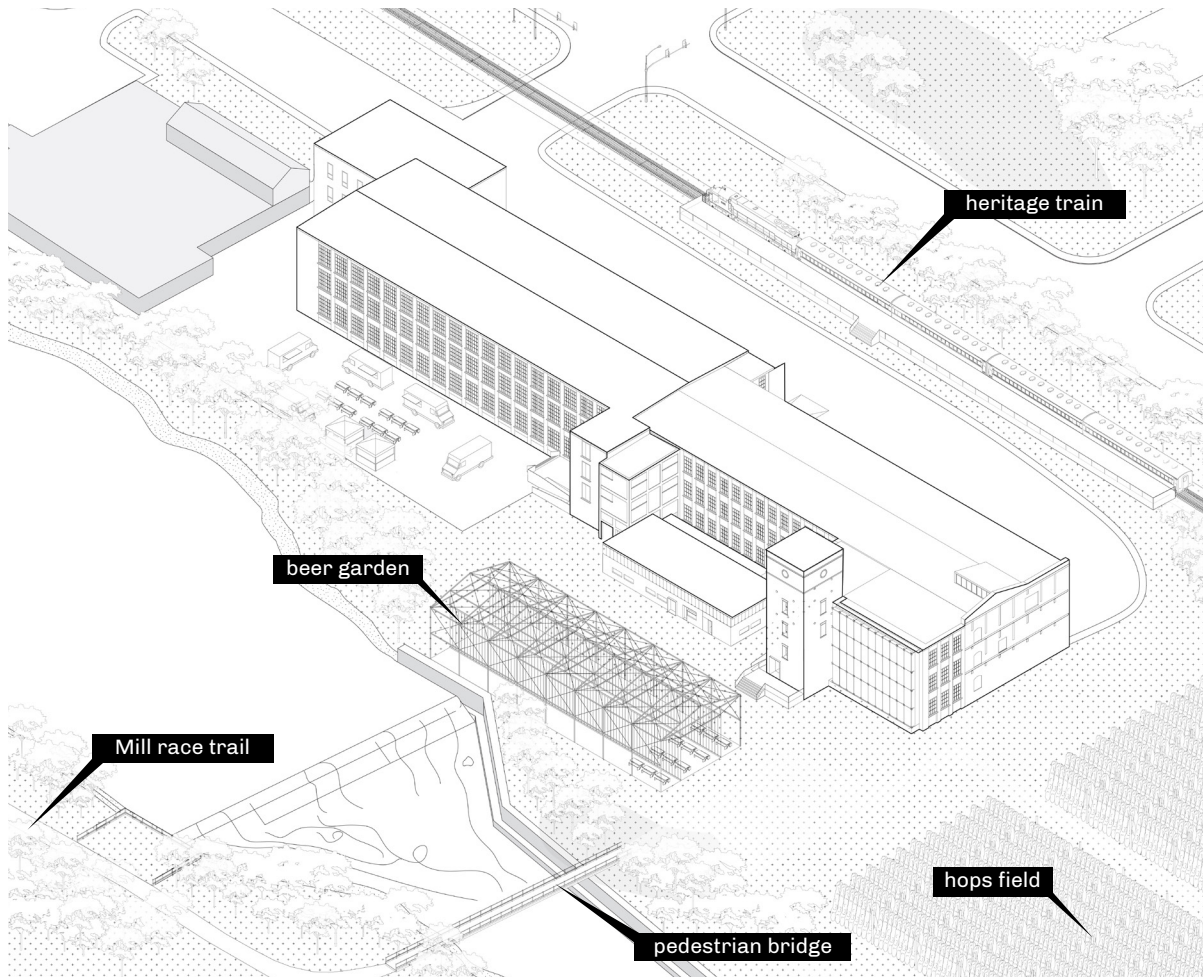 heritage train
beer garden
Mill race trail
hops field
pedestrian bridge